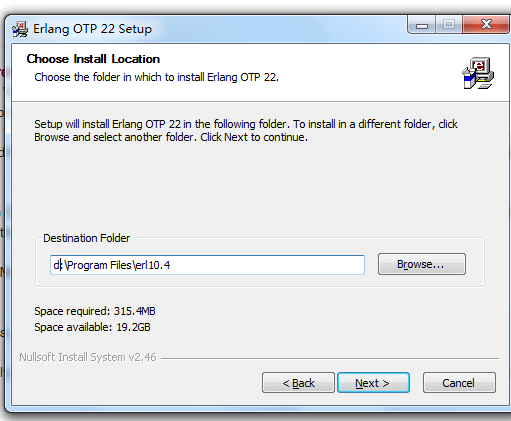 Erlang OTP 22 Setup
Choose Install Location
Choose the folder in which to install Erlang OTP 22.
Setup will install Erlang OTP 22 in the following folder. To install in a different folder, click
Browse and select another folder. Click Next to continue.
Destination Folder
d:\Program Files\erl10.4
Browse...
Space required: 315.4MB
Space available: 19.2GB
Nullsoft Install System v2.46
< Back
Next >
Cancel